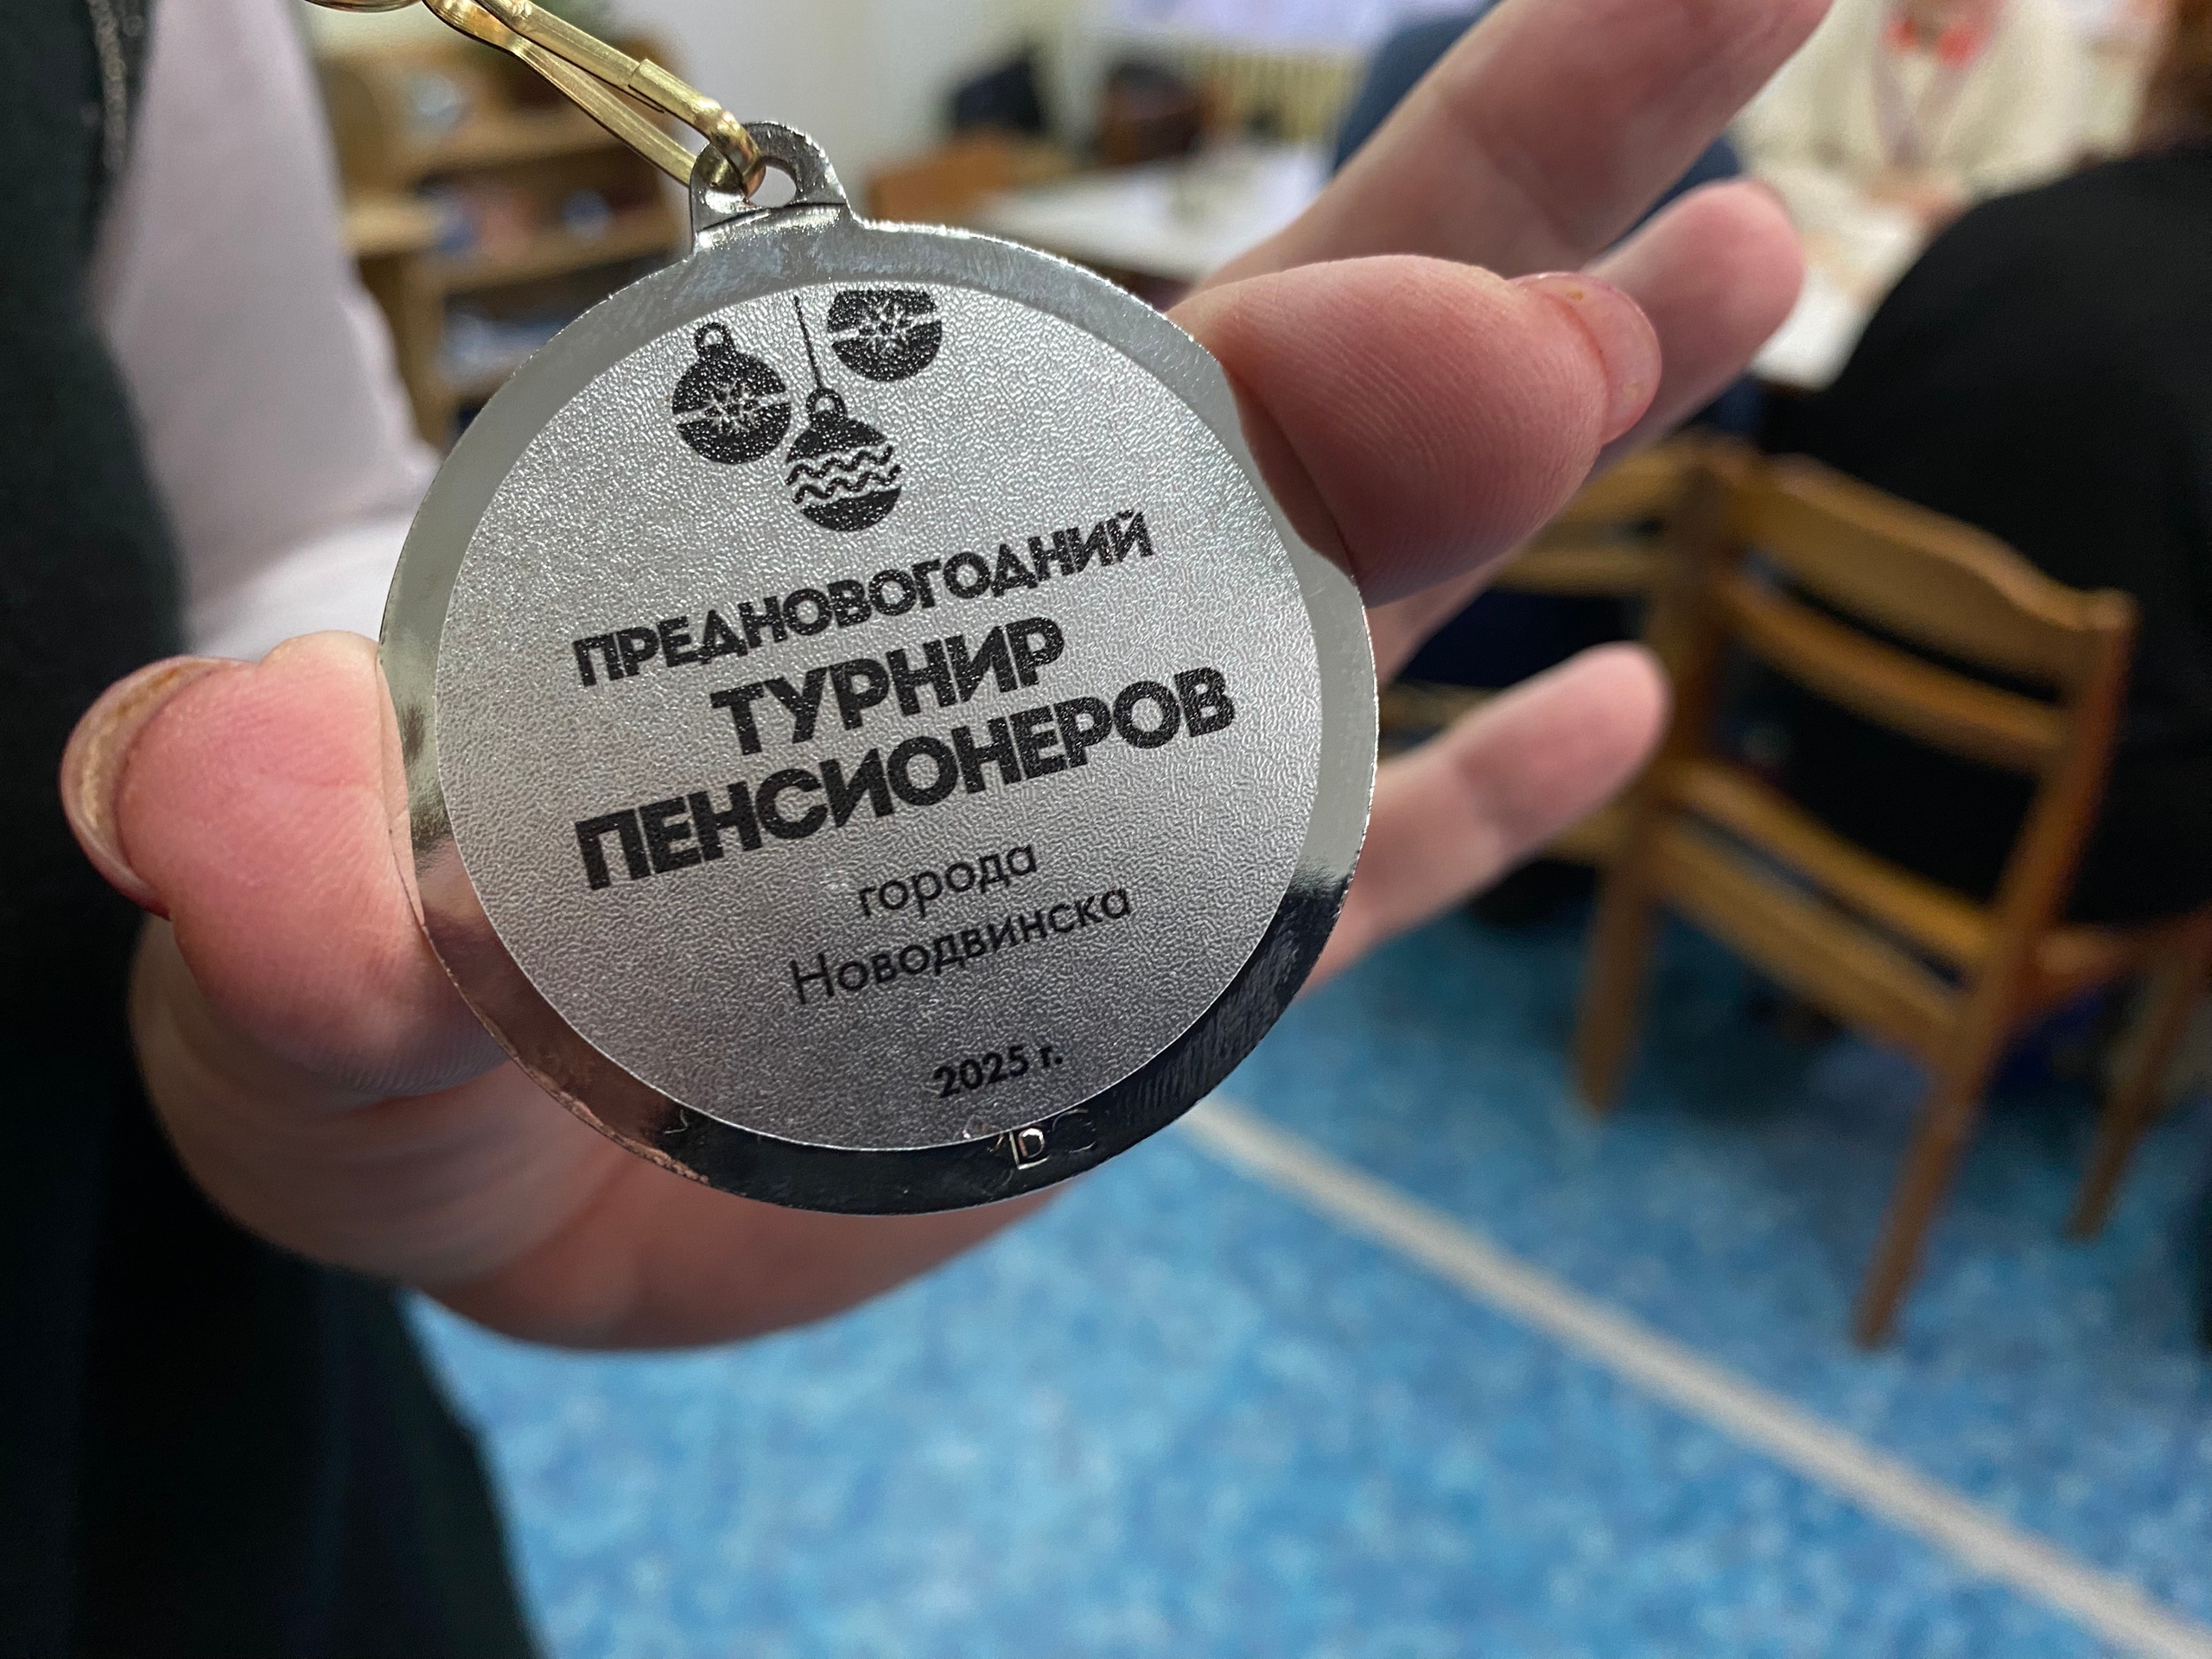 ПРЕДНОВОГОДНИЙ
ТУРНИР
ПЕНСИОНЕРОВ
города
Новодвинска
2025 г.